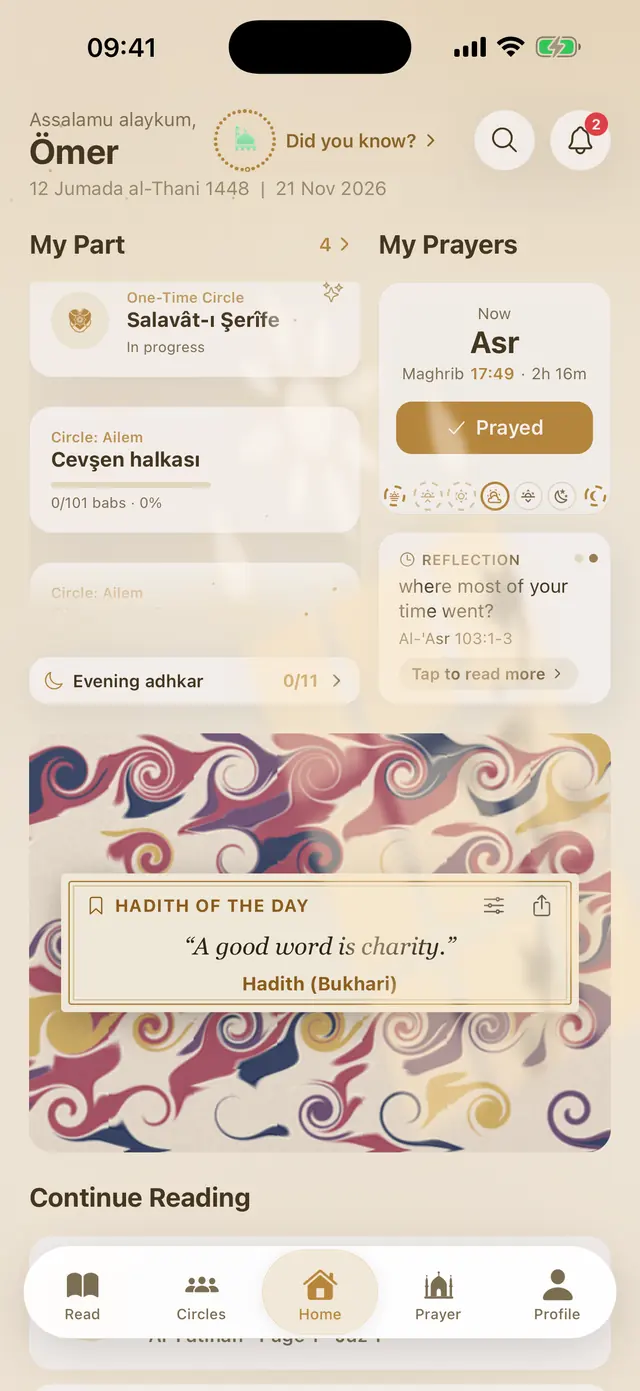 09:41
Assalamu alaykum,
Ömer
Did you know?
2
12 Jumada al-Thani 1448 | 21 Nov 2026
My Part
4
One-Time Circle
Salavât-ı Şerîfe
In progress
Circle: Ailem
Cevşen halkası
0/101 babs · 0%
Circle: Ailem
Evening adhkar
0/11
My Prayers
Now
Asr
Maghrib 17:49 · 2h 16m
Prayed
REFLECTION
where most of your
time went?
Al-'Asr 103:1-3
Tap to read more
HADITH OF THE DAY
“A good word is charity.”
Hadith (Bukhari)
Continue Reading
Read
Circles
Home
Prayer
Profile